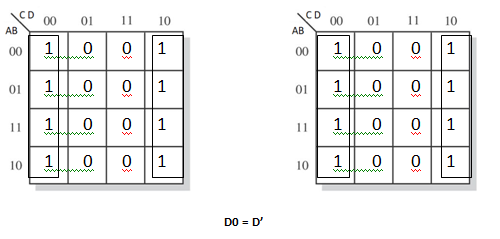 C D 00 01 11 10 C D 00 01 11 10
AB AB
00 1 0 0 1 00 1 0 0 1
01 1 0 0 1 01 1 0 0 1
11 1 0 0 1 11 1 0 0 1
10 1 0 0 1 10 1 0 0 1
D0 = D’